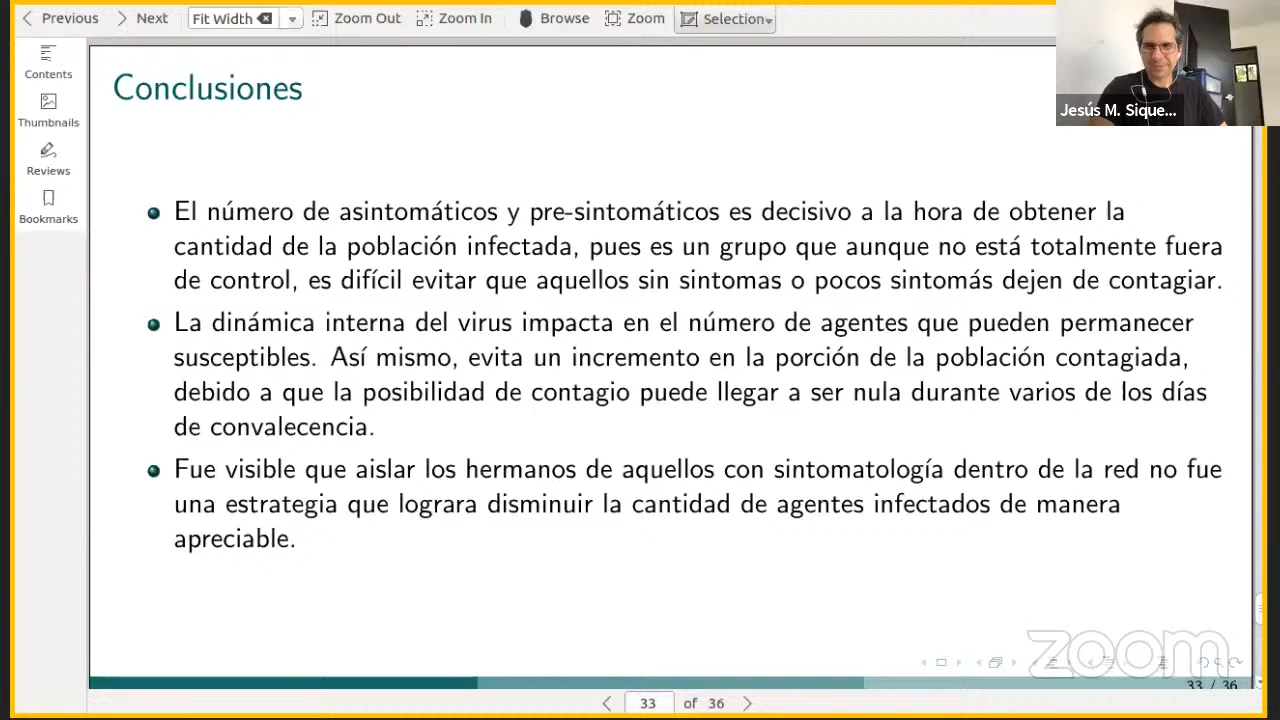 Previous Next Fit Width Zoom Out Zoom In Browse Zoom Selection
Contents
Thumbnails
Reviews
Bookmarks
Jesús M. Sique...
Conclusiones
El número de asintomáticos y pre-sintomáticos es decisivo a la hora de obtener la
cantidad de la población infectada, pues es un grupo que aunque no está totalmente fuera
de control, es difícil evitar que aquellos sin sintomas o pocos sintomás dejen de contagiar.
La dinámica interna del virus impacta en el número de agentes que pueden permanecer
susceptibles. Así mismo, evita un incremento en la porción de la población contagiada,
debido a que la posibilidad de contagio puede llegar a ser nula durante varios de los días
de convalecencia.
Fue visible que aislar los hermanos de aquellos con sintomatología dentro de la red no fue
una estrategia que lograra disminuir la cantidad de agentes infectados de manera
apreciable.
zoom
33 / 36
33 of 36